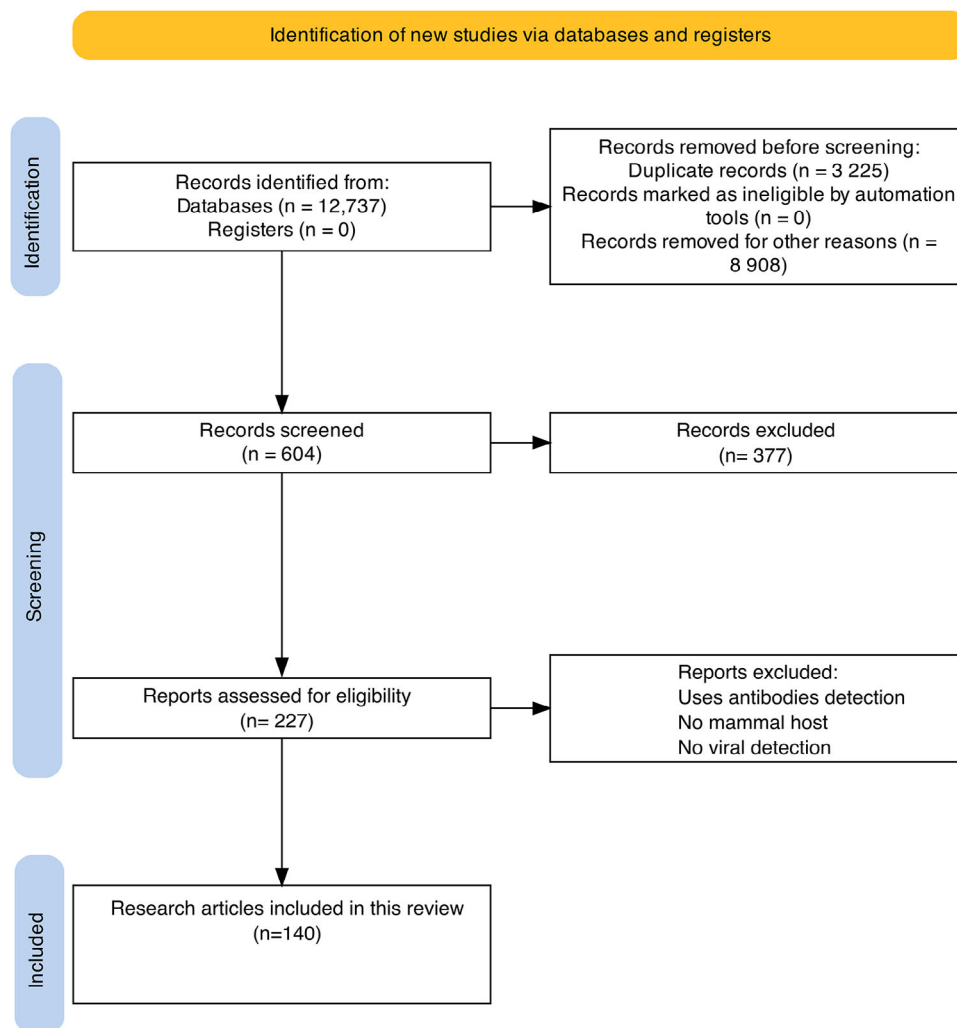 Identification of new studies via databases and registers
Identification
Records identified from:
Databases (n = 12,737)
Registers (n = 0)
Records removed before screening:
Duplicate records (n = 3 225)
Records marked as ineligible by automation
tools (n = 0)
Records removed for other reasons (n =
8 908)
Screening
Records screened
(n = 604)
Records excluded
(n= 377)
Reports assessed for eligibility
(n= 227)
Reports excluded:
Uses antibodies detection
No mammal host
No viral detection
Included
Research articles included in this review
(n=140)